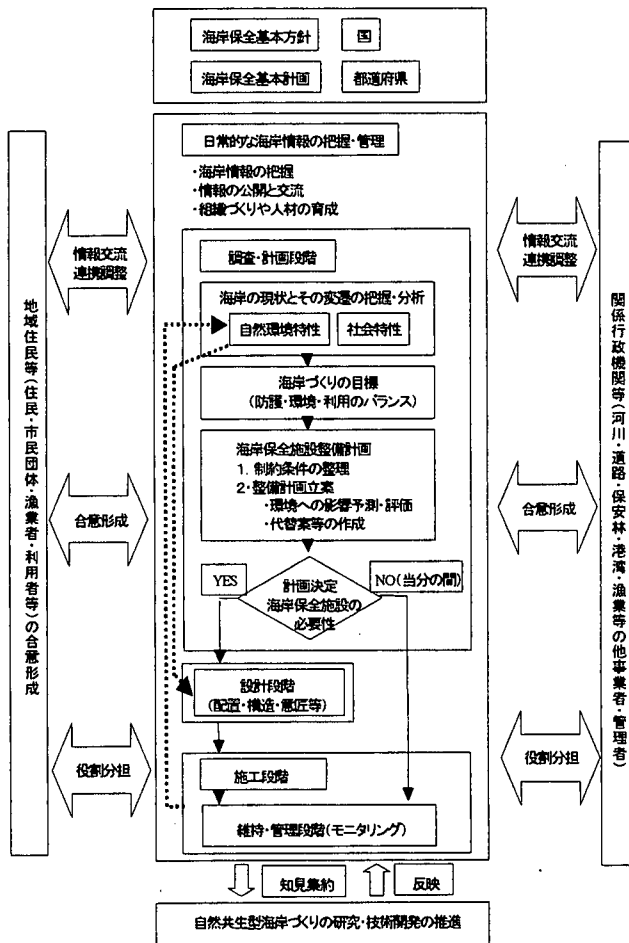 海岸保全基本方針
国
海岸保全基本計画
都道府県
日常的な海岸情報の把握・管理
・海岸情報の把握
・情報の公開と交流
・組織づくりや人材の育成
情報交流
連携調整
情報交流
連携調整
調査・計画段階
海岸の現状とその変遷の把握・分析
自然環境特性
社会特性
海岸づくりの目標
(防護・環境・利用のバランス)
地域住民等(住民・市民団体・漁業者・利用者等)の合意形成
関係行政機関等(河川・道路・保安林・港湾・漁業等の他事業者・管理者)
海岸保全施設整備計画
1. 制約条件の整理
2・整備計画立案
・環境への影響予測・評価
・代替案等の作成
合意形成
合意形成
YES
NO(当分の間)
計画決定
海岸保全施設の
必要性
設計段階
(配置・構造・意匠等)
役割分担
役割分担
施工段階
維持・管理段階(モニタリング)
知見集約
反映
自然共生型海岸づくりの研究・技術開発の推進